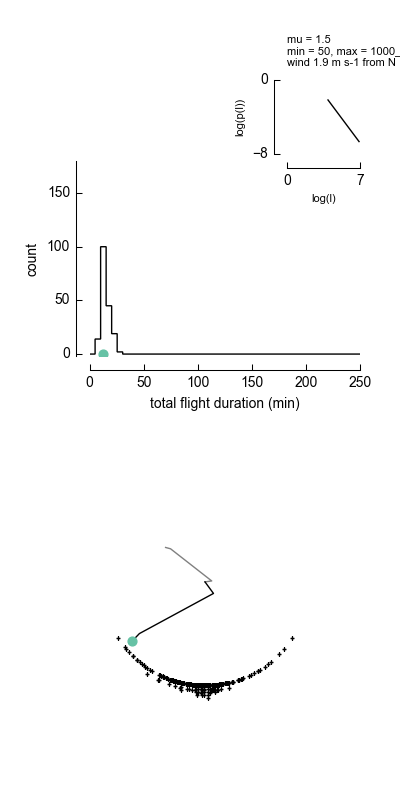 mu = 1.5
min = 50, max = 1000_
wind 1.9 m s-1 from N
0
log(p(l))
−8
0 7
log(l)
150
100
count
50
0
0 50 100 150 200 250
total flight duration (min)